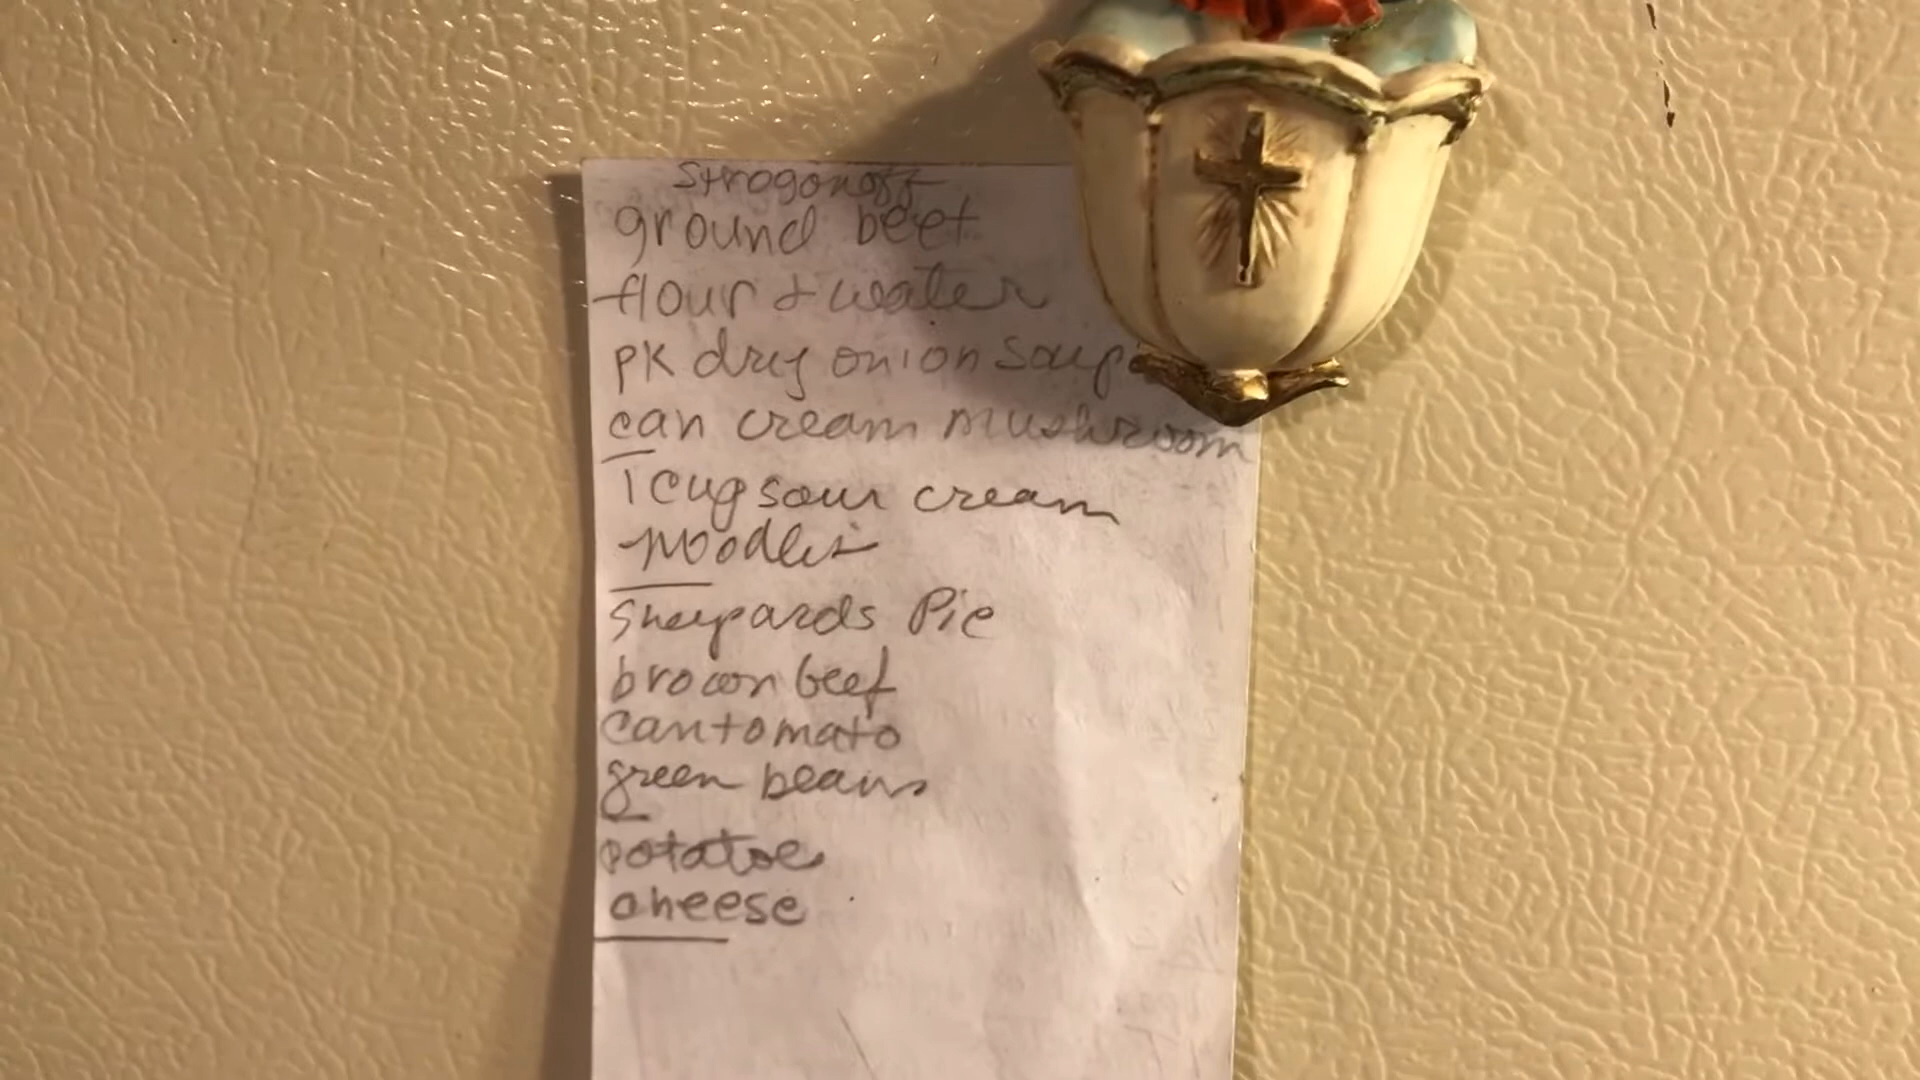 Strogonoff
ground beef
flour & water
PK dry onion Soup
can cream mushroom
1 cup sour cream
Noodles
Shepards Pie
brown beef
can tomato
green beans
potatoe
cheese